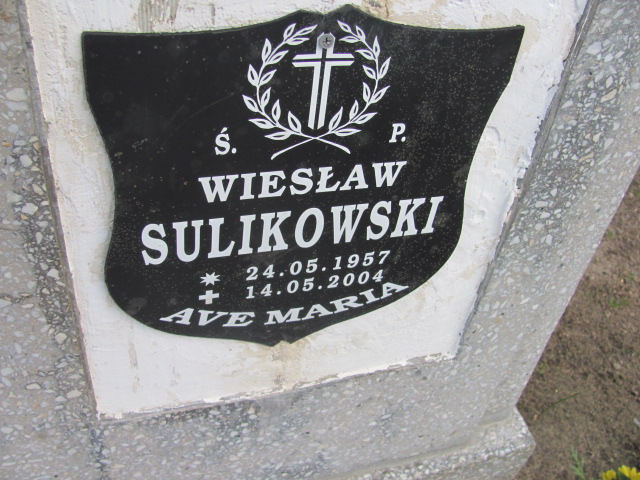 Ś. P.
WIESŁAW
SULIKOWSKI
24.05.1957
14.05.2004
AVE MARIA